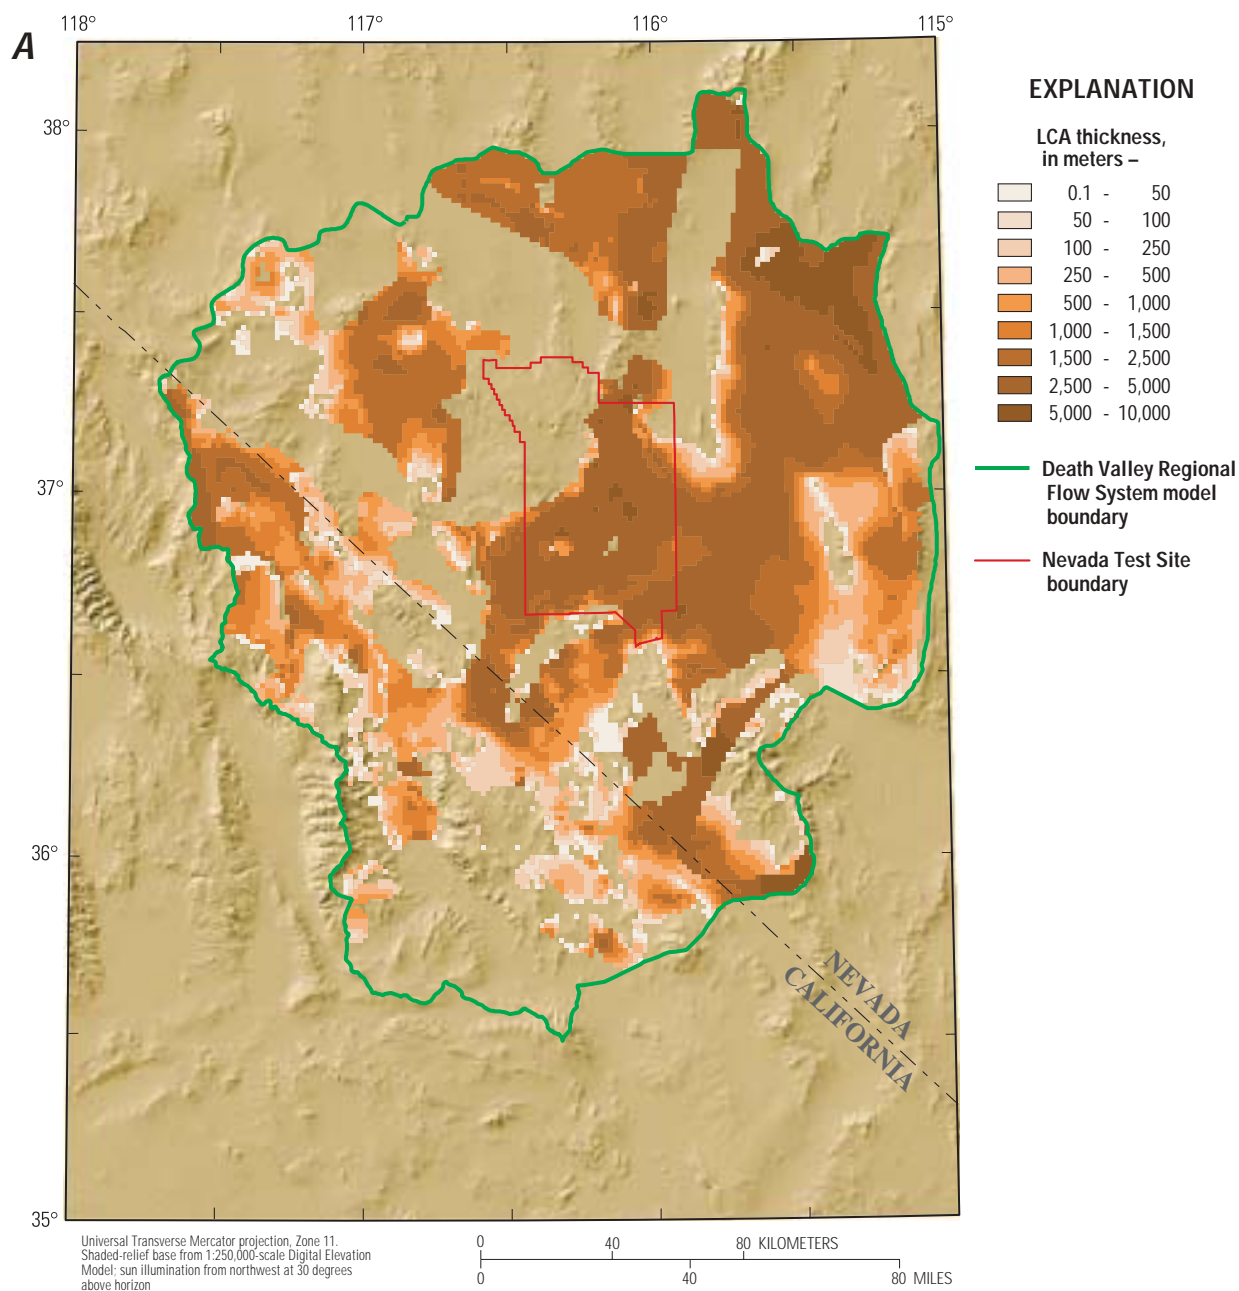 A
118°
117°
116°
115°
38°
37°
36°
35°
EXPLANATION
LCA thickness,
in meters –
0.1 - 50
50 - 100
100 - 250
250 - 500
500 - 1,000
1,000 - 1,500
1,500 - 2,500
2,500 - 5,000
5,000 - 10,000
Death Valley Regional
Flow System model
boundary
Nevada Test Site
boundary
NEVADA
CALIFORNIA
Universal Transverse Mercator projection, Zone 11.
Shaded-relief base from 1:250,000-scale Digital Elevation
Model; sun illumination from northwest at 30 degrees
above horizon
0 40 80 KILOMETERS
0 40 80 MILES